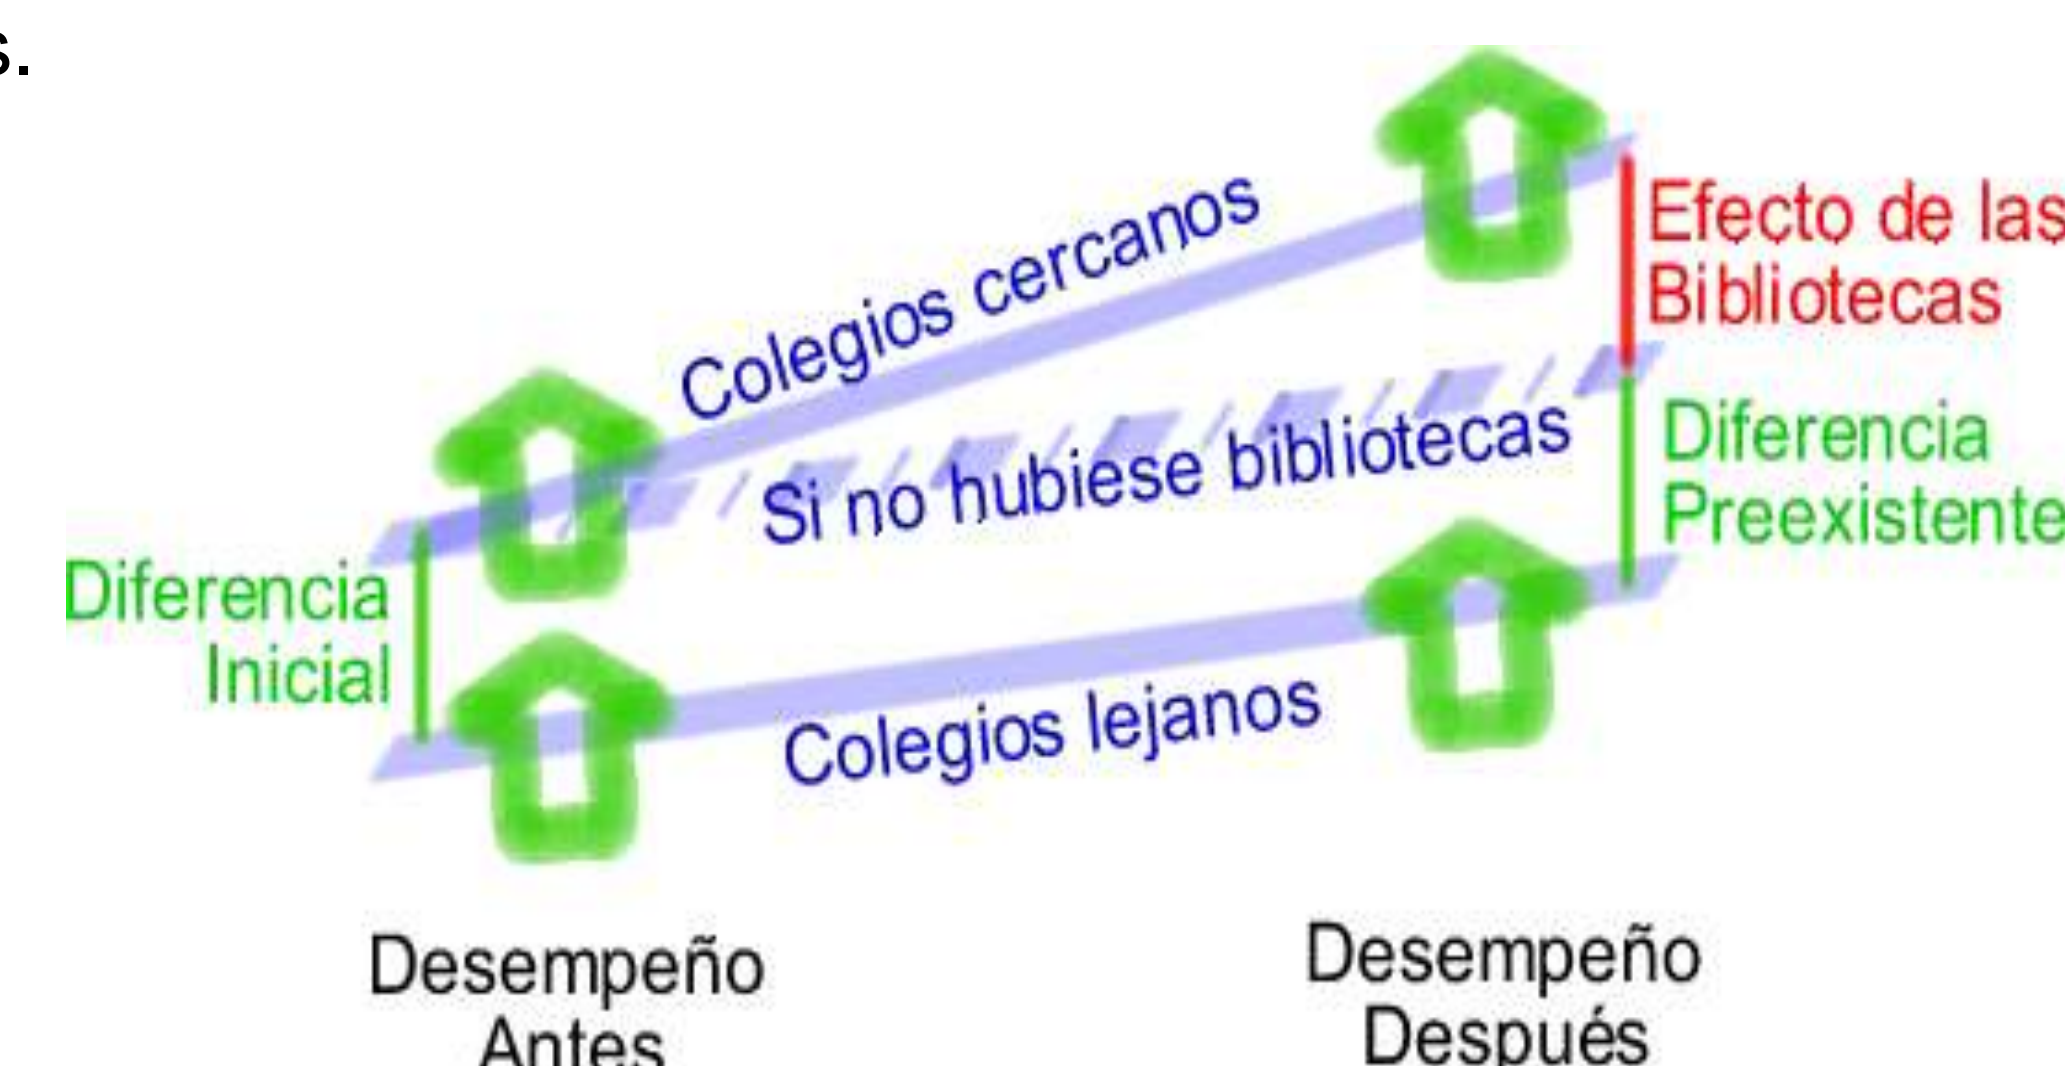 s.
Colegios cercanos
Efecto de las
Bibliotecas
Si no hubiese bibliotecas
Diferencia
Preexistente
Diferencia
Inicial
Colegios lejanos
Desempeño
Antes
Desempeño
Después